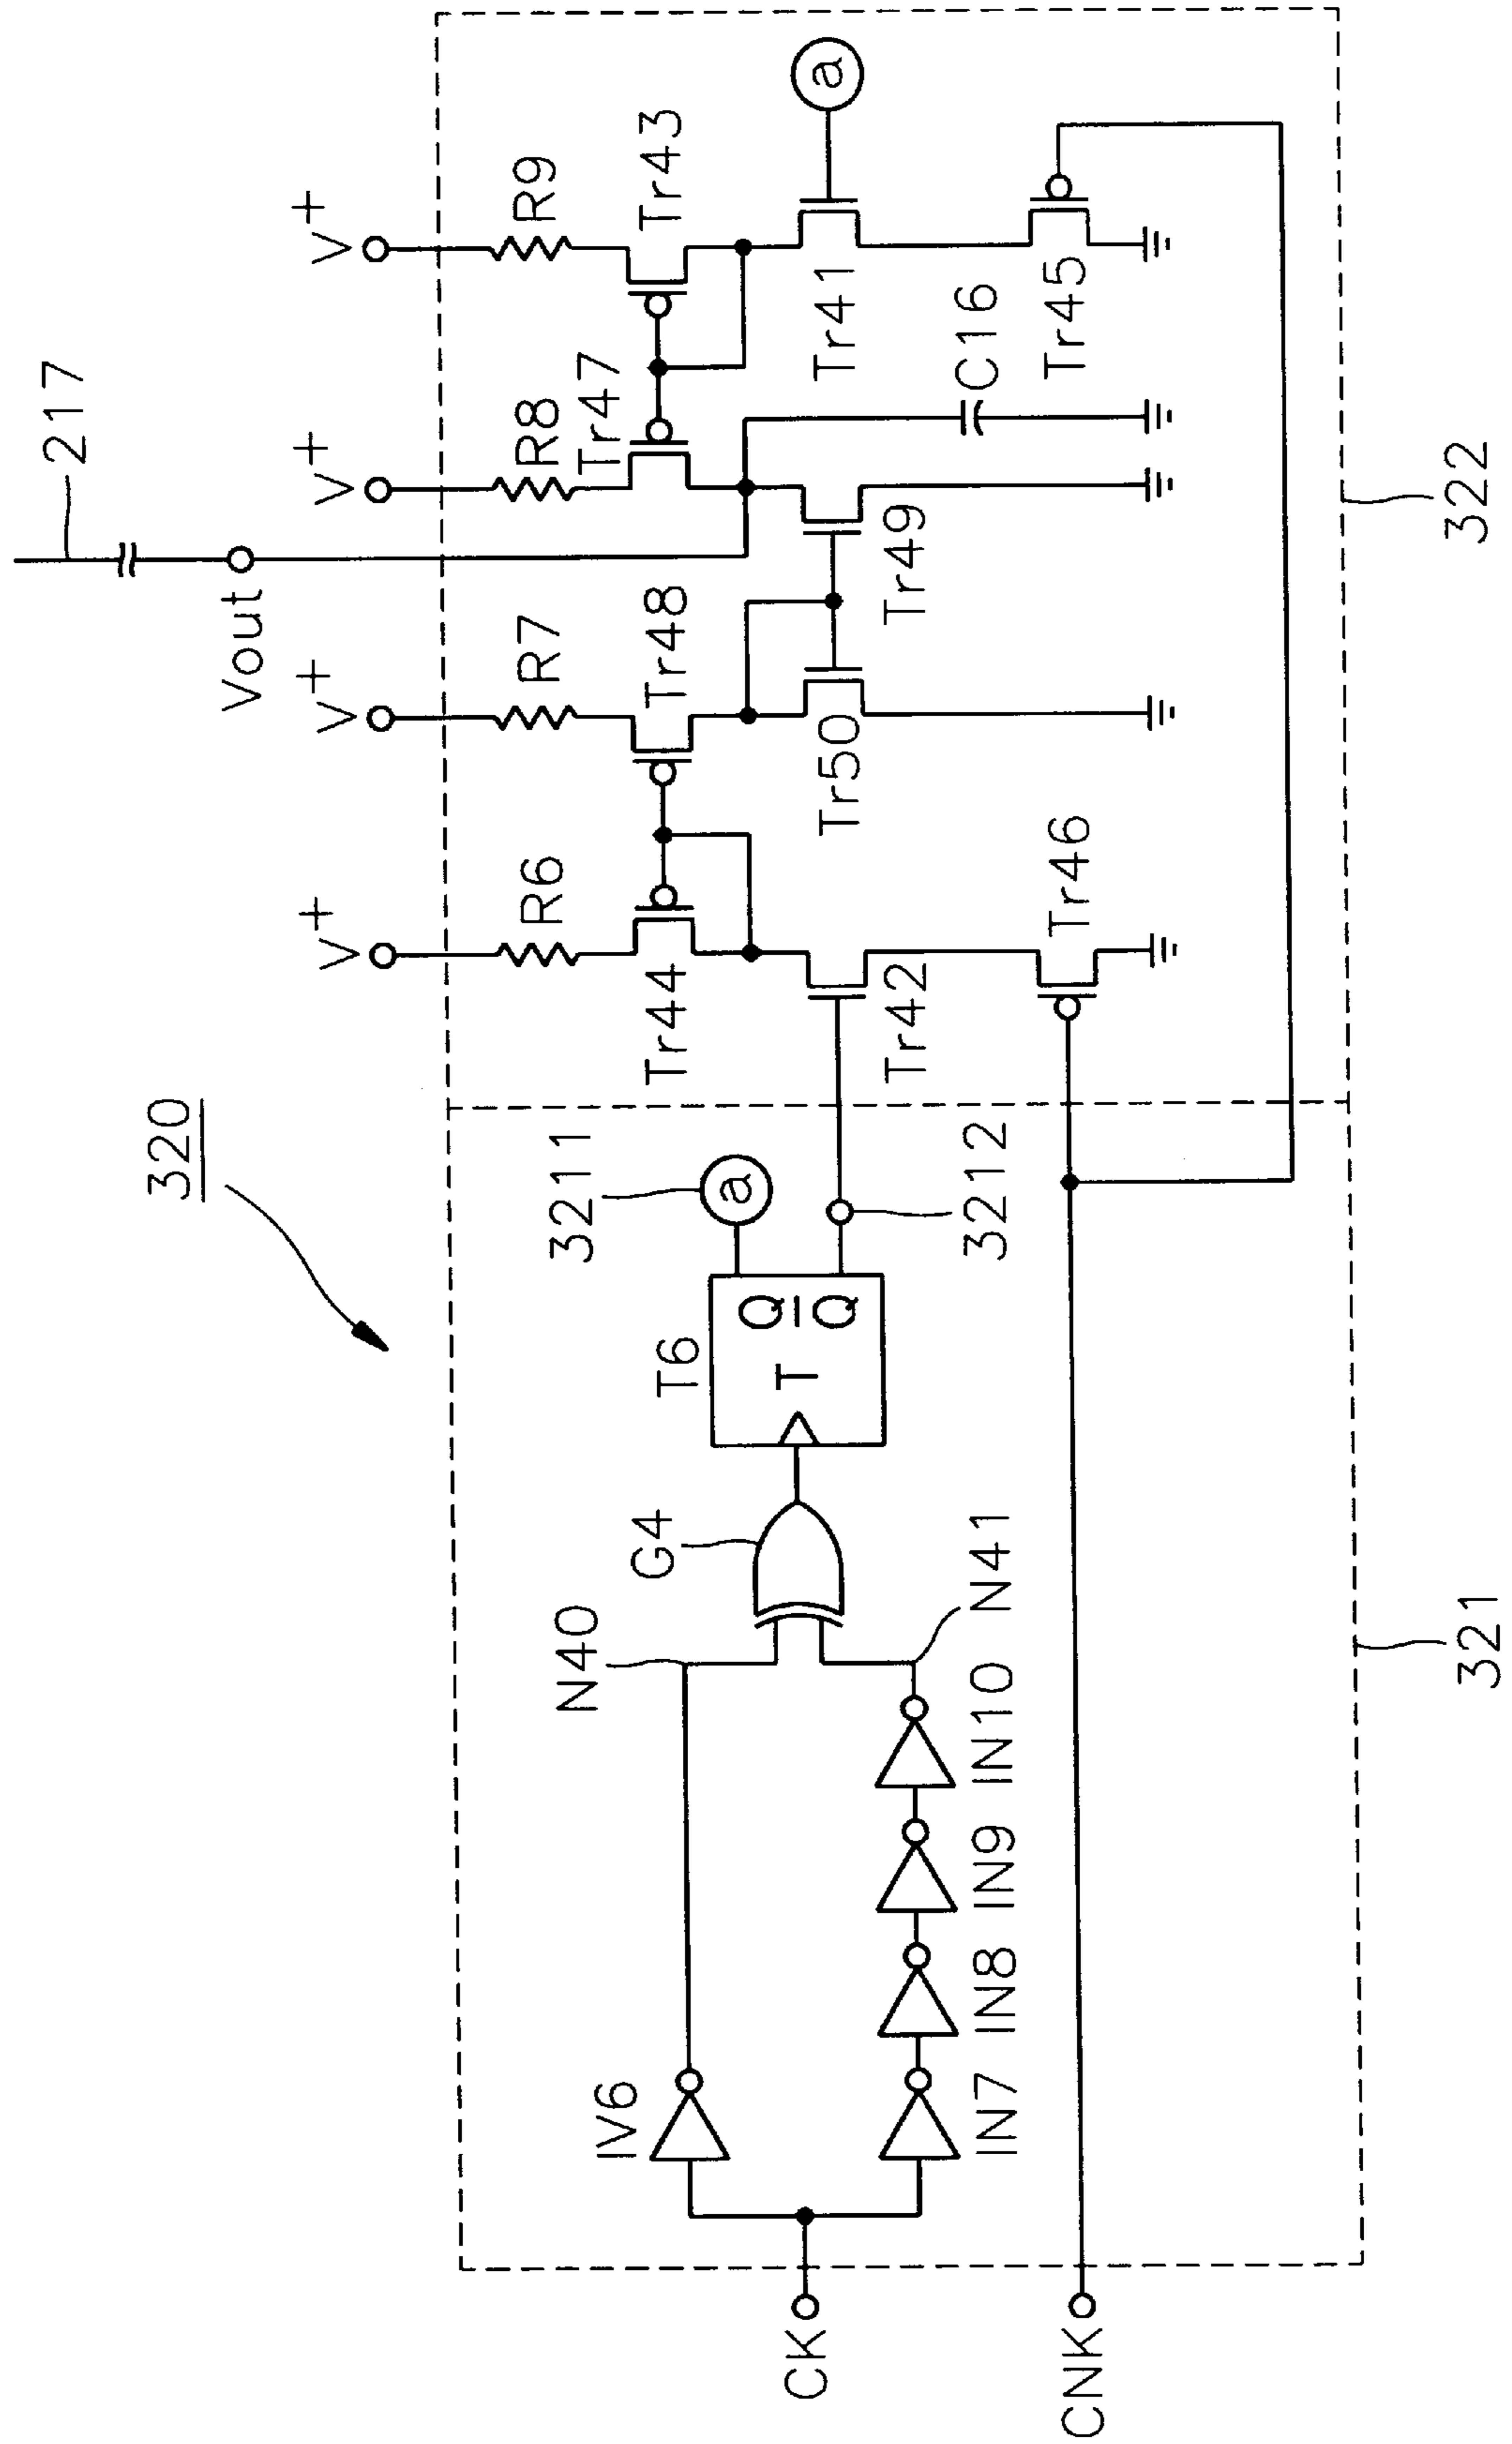 320
217
Vout
V+
V+
V+
V+
R6
R7
R8
R9
Tr44
Tr48
Tr47
Tr43
3211
a
a
T6
T
Q
Q̅
3212
Tr42
Tr50
Tr49
Tr41
C16
Tr46
Tr45
G4
N40
N41
IV6
IN7
IN8
IN9
IN10
CK
CNK
321
322